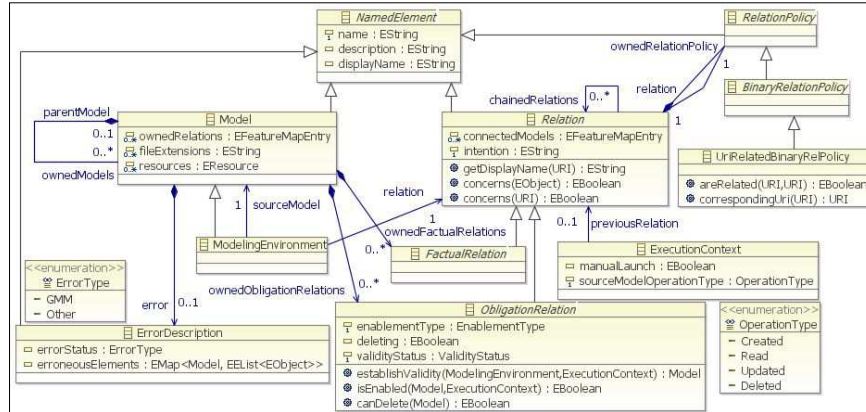 NamedElement
name : EString
description : EString
displayName : EString
RelationPolicy
ownedRelationPolicy
1
relation
1
BinaryRelationPolicy
chainedRelations
0..*
parentModel
0..1
0..*
ownedModels
Model
ownedRelations : EFeatureMapEntry
fileExtensions : EString
resources : EResource
Relation
connectedModels : EFeatureMapEntry
intention : EString
getDisplayName(URI) : EString
concerns(EObject) : EBoolean
concerns(URI) : EBoolean
UriRelatedBinaryRelPolicy
areRelated(URI,URI) : EBoolean
correspondingUri(URI) : URI
1
sourceModel
relation
1
ownedFactualRelations
0..*
0..1
previousRelation
ModelingEnvironment
FactualRelation
ExecutionContext
manualLaunch : EBoolean
sourceModelOperationType : OperationType
<<enumeration>>
ErrorType
GMM
Other
ownedObligationRelations
0..*
error
0..1
ErrorDescription
errorStatus : ErrorType
erroneousElements : EMap<Model, EEList<EObject>>
ObligationRelation
enablementType : EnablementType
deleting : EBoolean
validityStatus : ValidityStatus
establishValidity(ModelingEnvironment,ExecutionContext) : Model
isEnabled(Model,ExecutionContext) : EBoolean
canDelete(Model) : EBoolean
<<enumeration>>
OperationType
Created
Read
Updated
Deleted